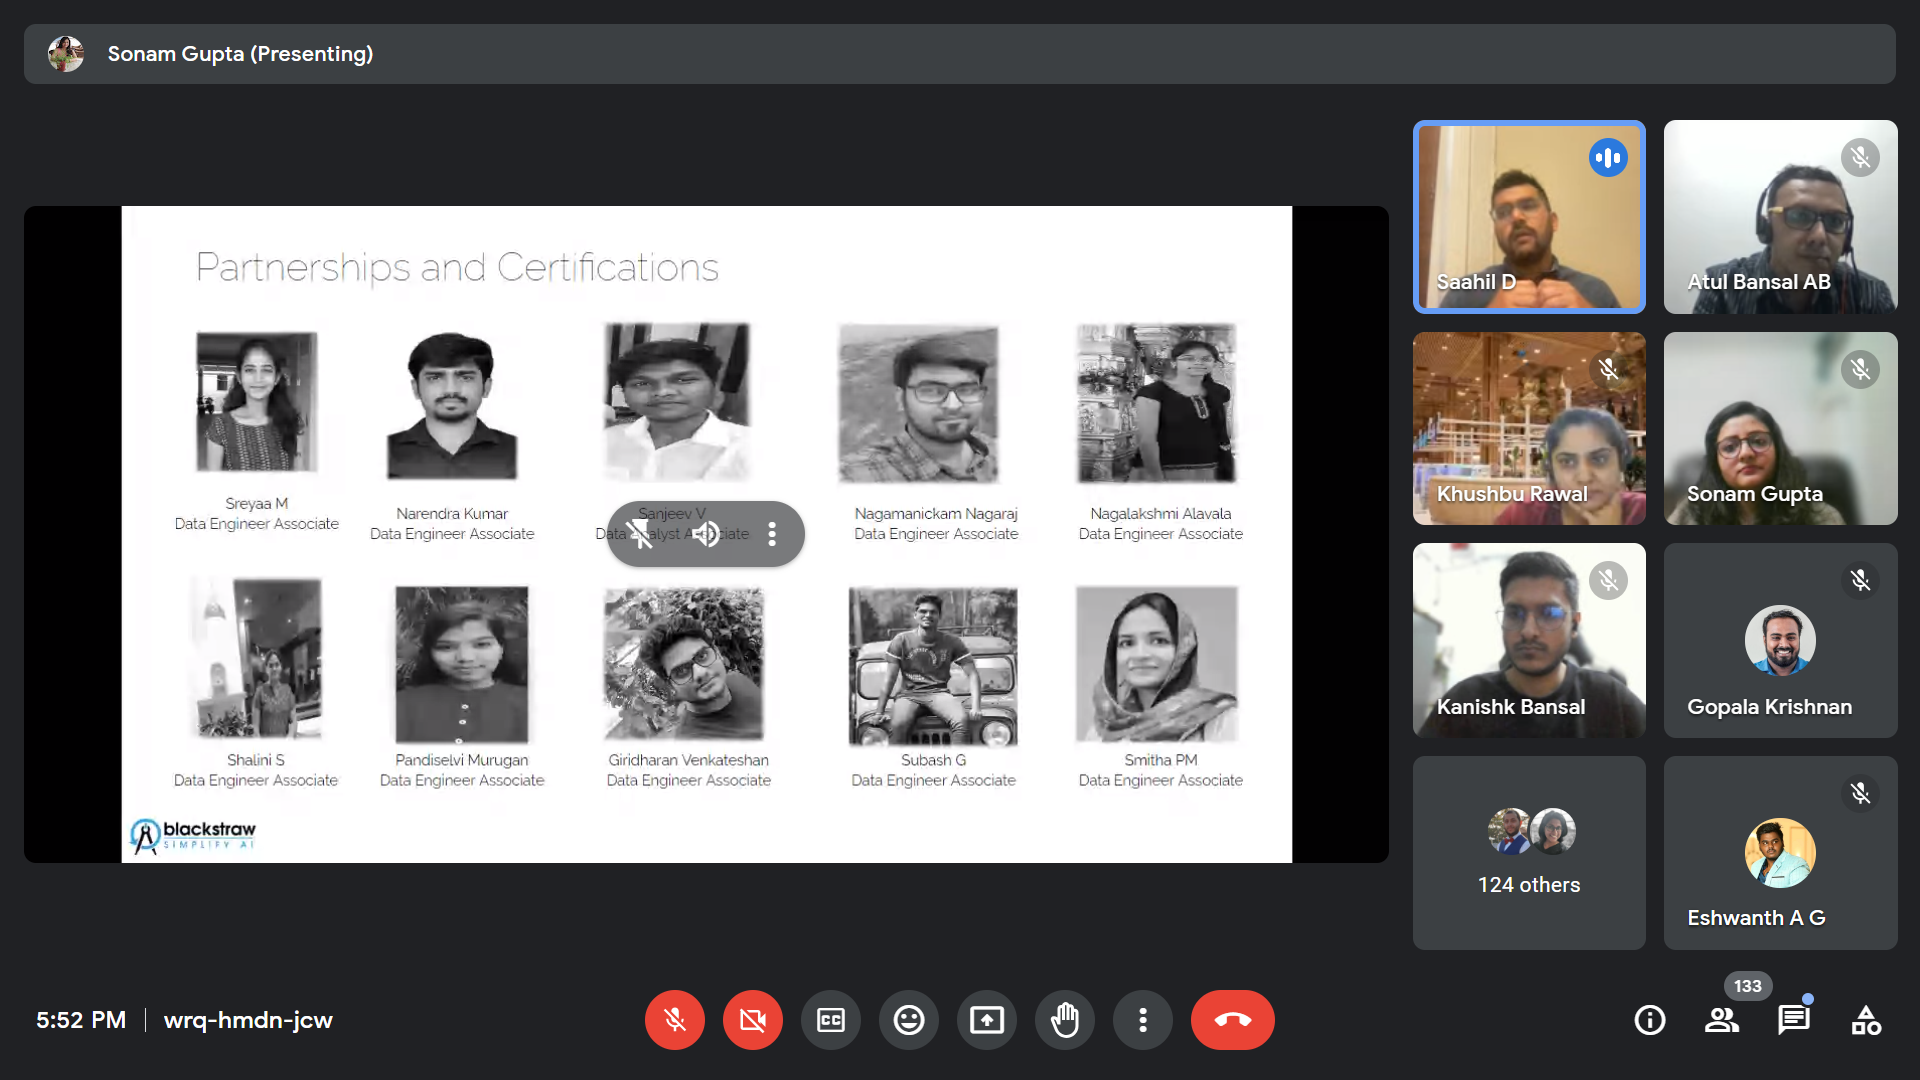 Sonam Gupta (Presenting)
Partnerships and Certifications
Sreyaa M
Data Engineer Associate
Narendra Kumar
Data Engineer Associate
Sanjeev V
Data Analyst Associate
Nagamanickam Nagaraj
Data Engineer Associate
Nagalakshmi Alavala
Data Engineer Associate
Shalini S
Data Engineer Associate
Pandiselvi Murugan
Data Engineer Associate
Giridharan Venkateshan
Data Engineer Associate
Subash G
Data Engineer Associate
Smitha PM
Data Engineer Associate
blackstraw
SIMPLIFY AI
Saahil D
Atul Bansal AB
Khushbu Rawal
Sonam Gupta
Kanishk Bansal
Gopala Krishnan
124 others
Eshwanth A G
5:52 PM
wrq-hmdn-jcw
CC
133